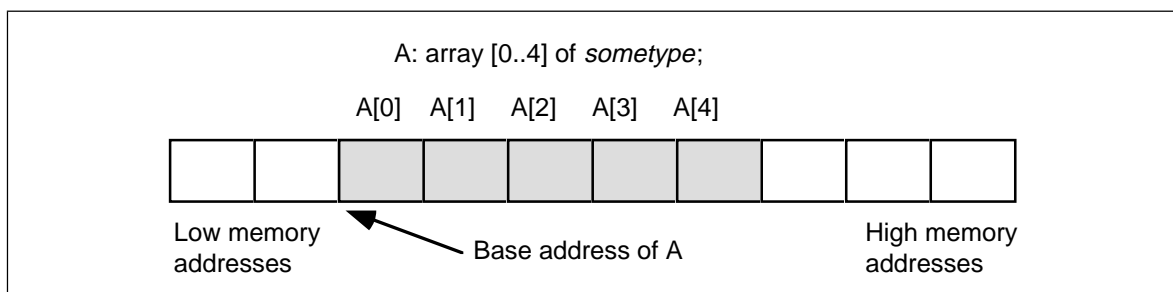 A: array [0..4] of sometype;
A[0] A[1] A[2] A[3] A[4]
Low memory
addresses
Base address of A
High memory
addresses